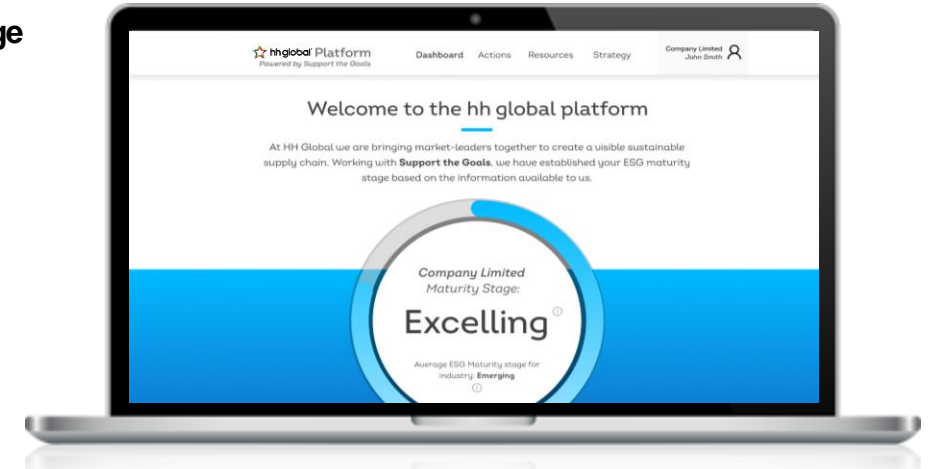 ge
hhglobal Platform
Powered by Support the Goals
Dashboard Actions Resources Strategy
Company Limited
John Smith
Welcome to the hh global platform
At HH Global we are bringing market-leaders together to create a visible sustainable
supply chain. Working with Support the Goals, we have established your ESG maturity
stage based on the information available to us.
Company Limited
Maturity Stage:
Excelling
Average ESG Maturity stage for
industry: Emerging